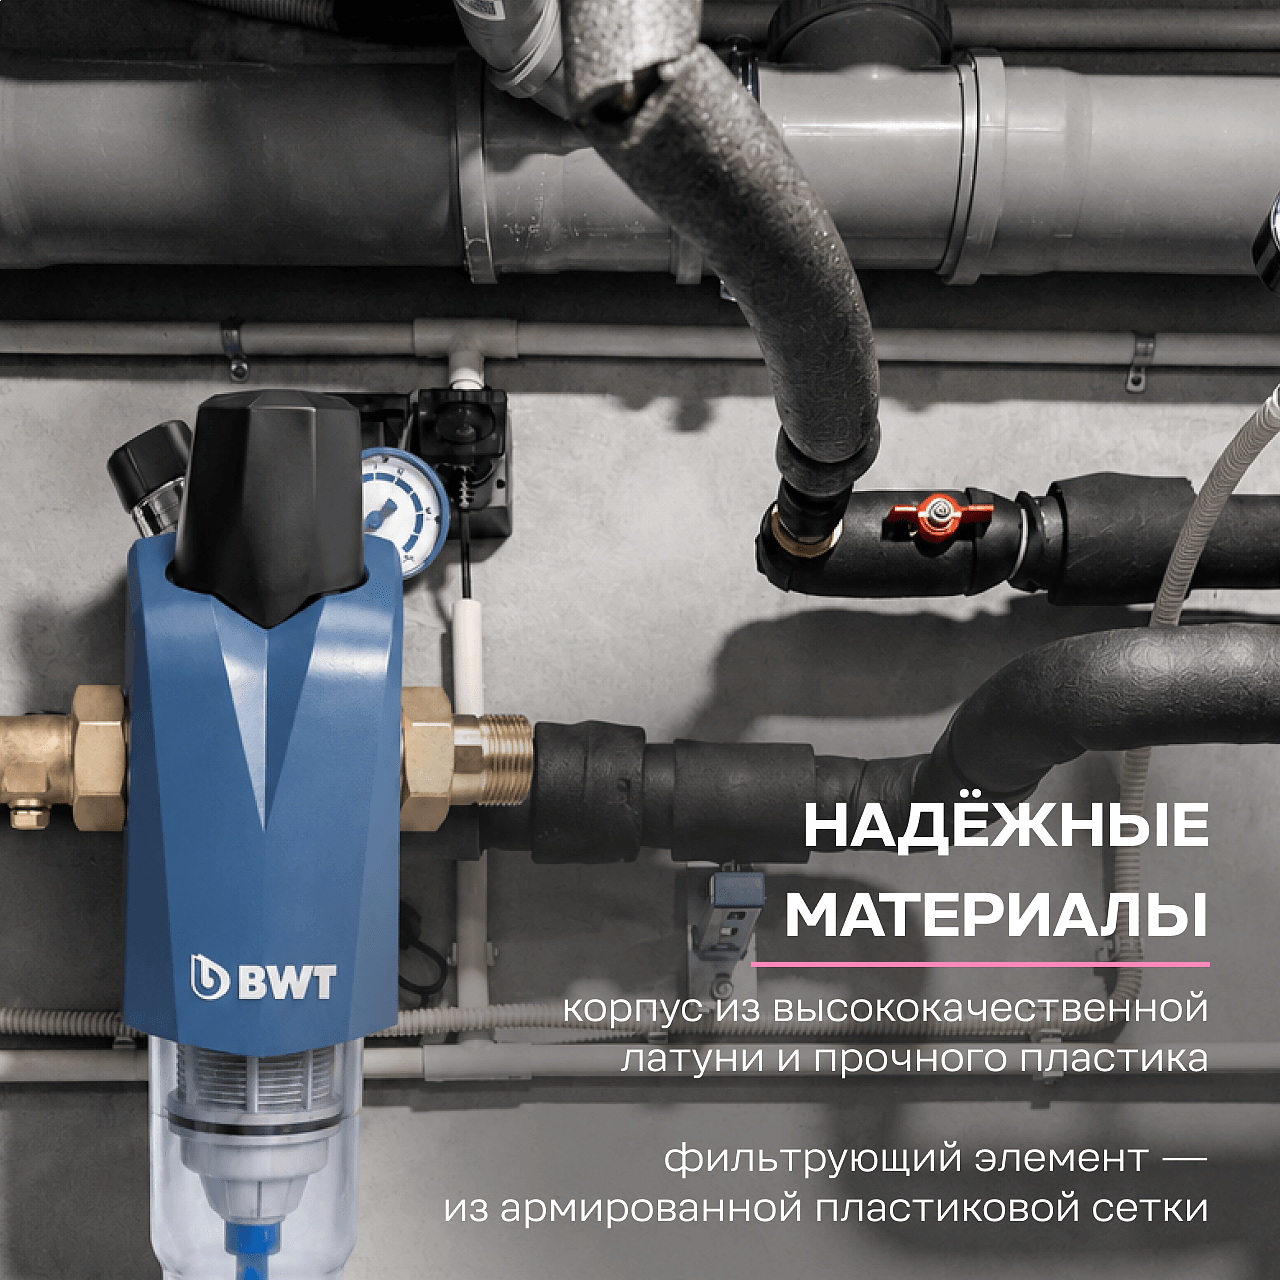 BWT
НАДЁЖНЫЕ
МАТЕРИАЛЫ
корпус из высококачественной
латуни и прочного пластика
фильтрующий элемент —
из армированной пластиковой сетки